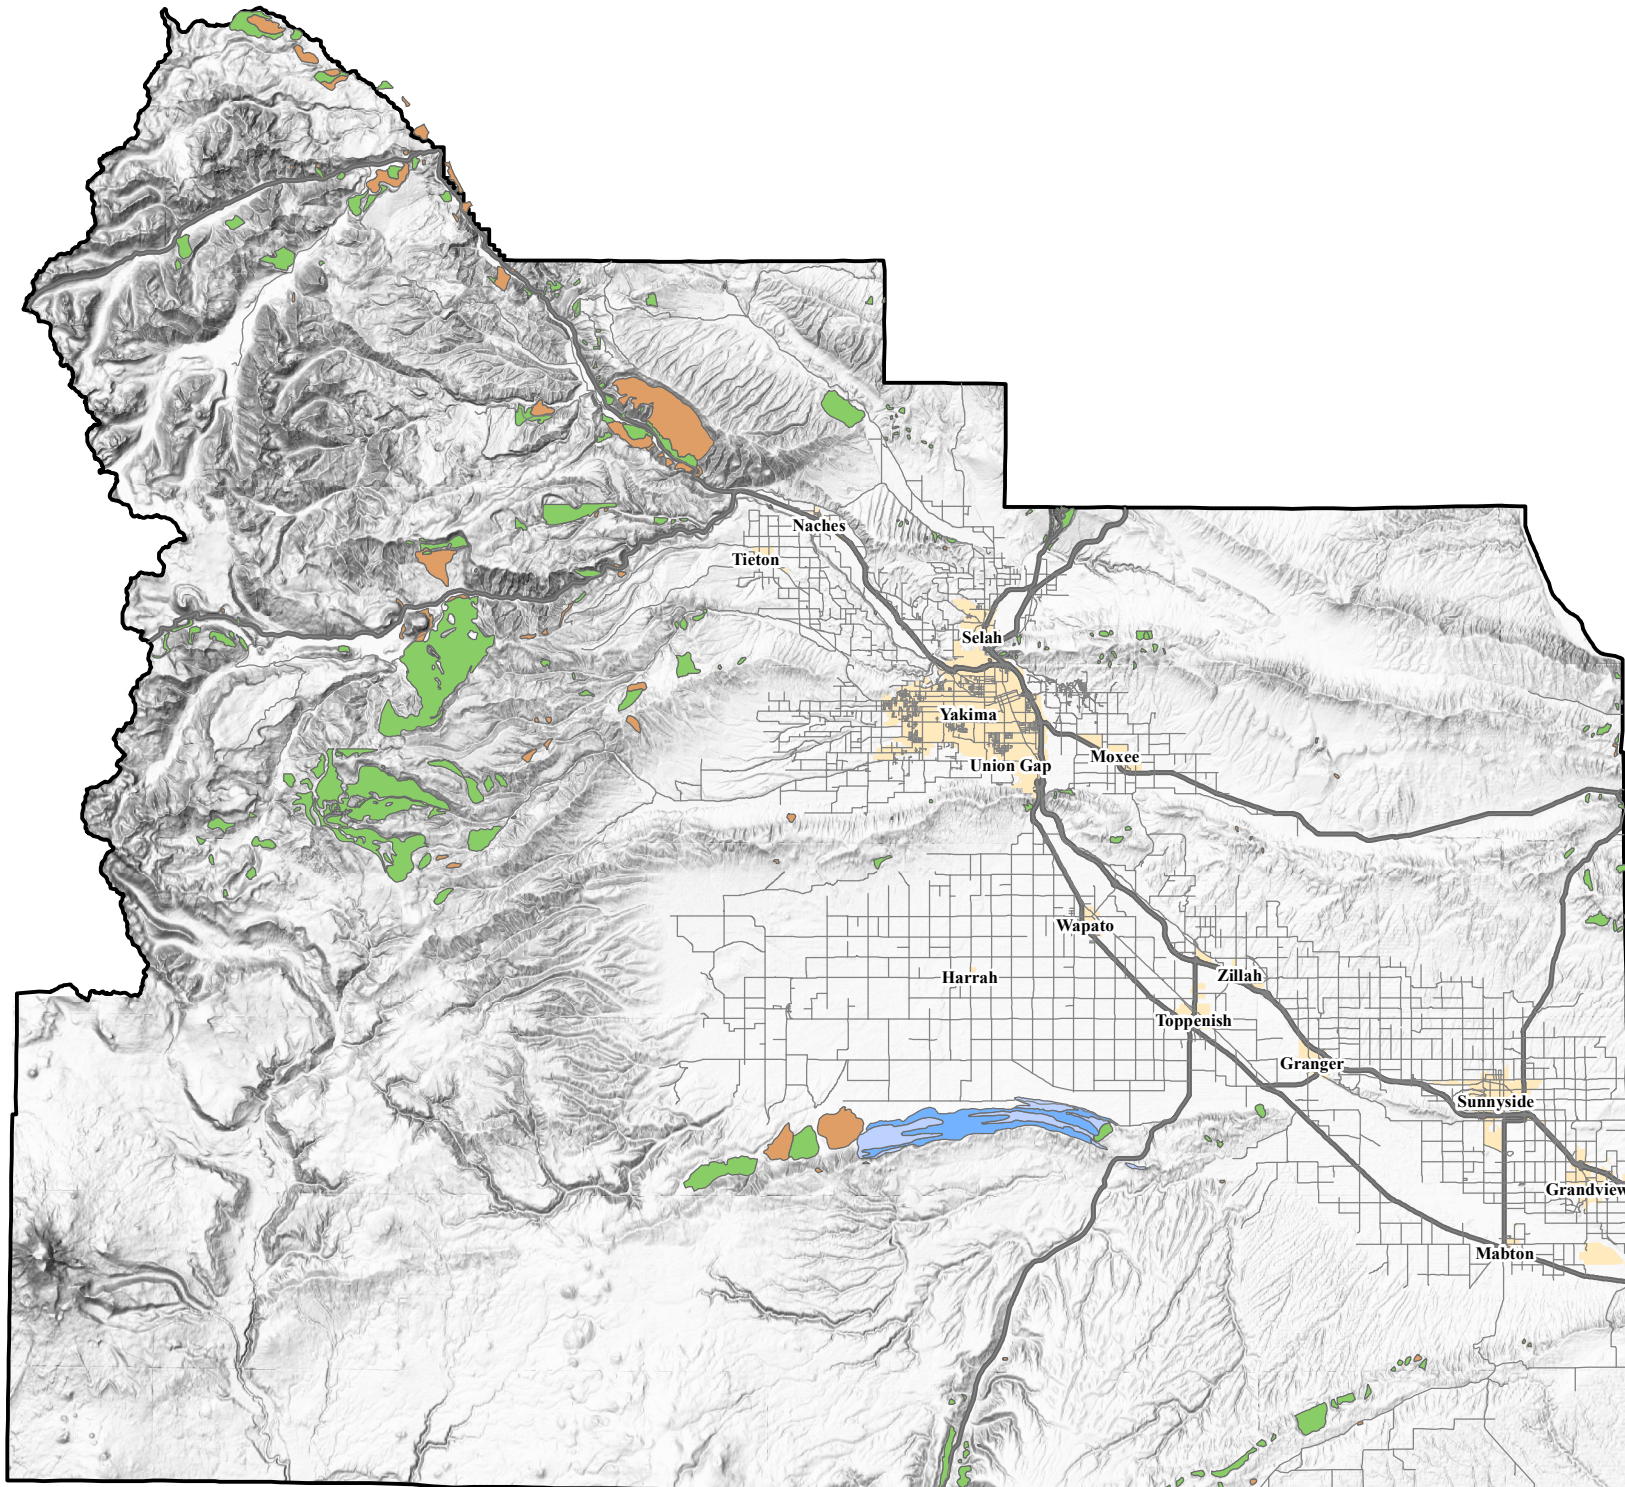 Naches
Tieton
Selah
Yakima
Moxee
Union Gap
Wapato
Harrah
Zillah
Toppenish
Granger
Sunnyside
Grandview
Mabton